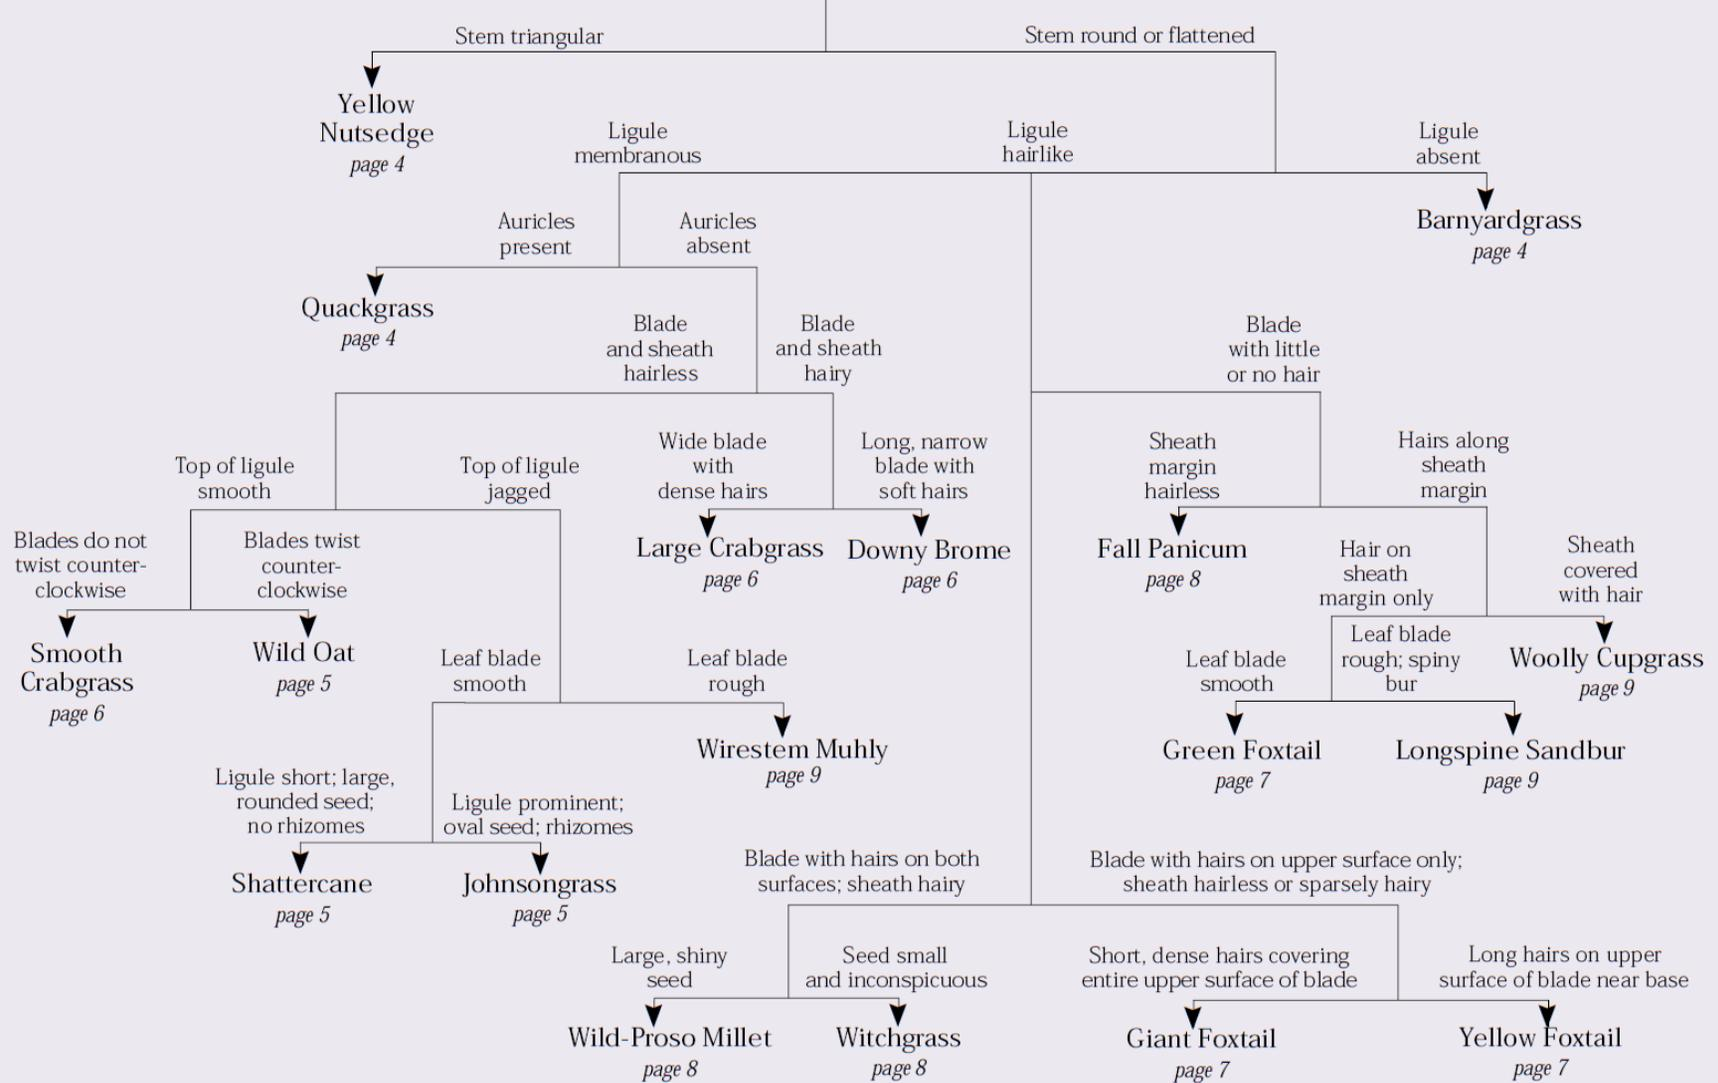 Stem triangular
Stem round or flattened
Yellow
Nutsedge
page 4
Ligule
membranous
Ligule
hairlike
Ligule
absent
Barnyardgrass
page 4
Auricles
present
Auricles
absent
Quackgrass
page 4
Blade
and sheath
hairless
Blade
and sheath
hairy
Blade
with little
or no hair
Top of ligule
smooth
Top of ligule
jagged
Wide blade
with
dense hairs
Long, narrow
blade with
soft hairs
Sheath
margin
hairless
Hairs along
sheath
margin
Large Crabgrass
page 6
Downy Brome
page 6
Fall Panicum
page 8
Blades do not
twist counter-
clockwise
Blades twist
counter-
clockwise
Hair on
sheath
margin only
Sheath
covered
with hair
Smooth
Crabgrass
page 6
Wild Oat
page 5
Leaf blade
smooth
Leaf blade
rough
Leaf blade
smooth
Leaf blade
rough; spiny
bur
Woolly Cupgrass
page 9
Wirestem Muhly
page 9
Green Foxtail
page 7
Longspine Sandbur
page 9
Ligule short; large,
rounded seed;
no rhizomes
Ligule prominent;
oval seed; rhizomes
Shattercane
page 5
Johnsongrass
page 5
Blade with hairs on both
surfaces; sheath hairy
Blade with hairs on upper surface only;
sheath hairless or sparsely hairy
Large, shiny
seed
Seed small
and inconspicuous
Short, dense hairs covering
entire upper surface of blade
Long hairs on upper
surface of blade near base
Wild-Proso Millet
page 8
Witchgrass
page 8
Giant Foxtail
page 7
Yellow Foxtail
page 7